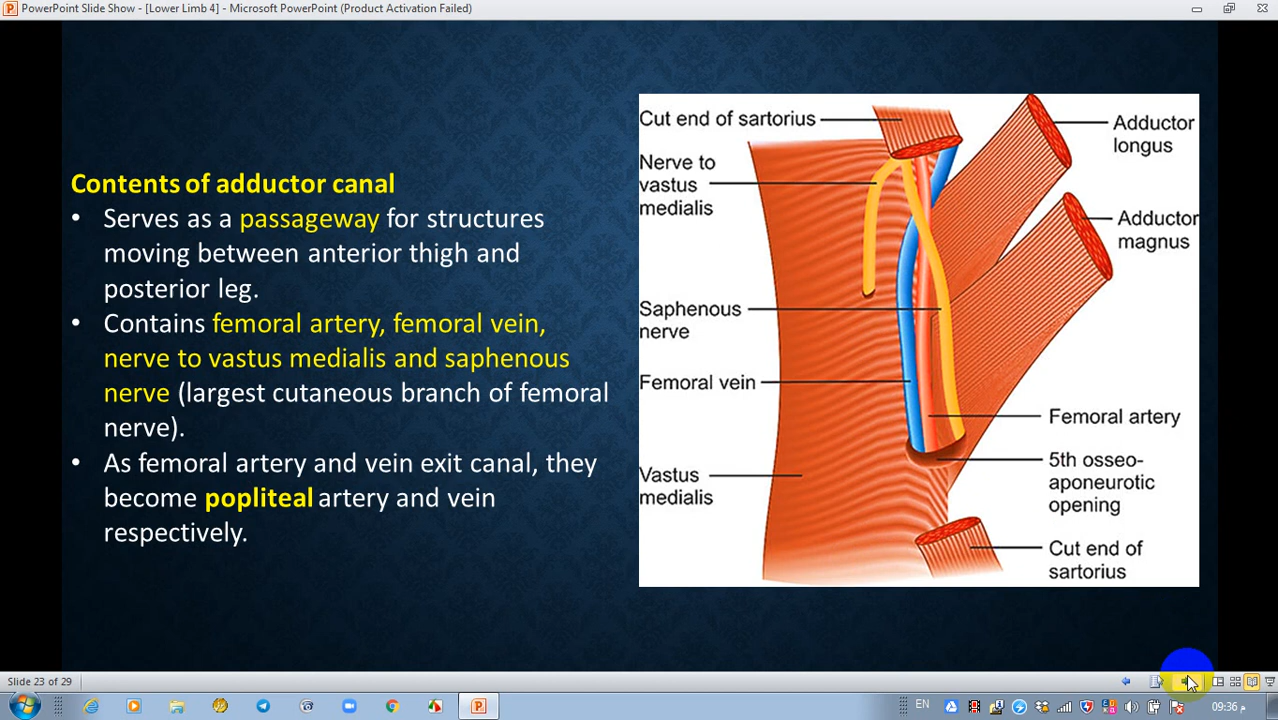 PowerPoint Slide Show - [Lower Limb 4] - Microsoft PowerPoint (Product Activation Failed)
Contents of adductor canal
• Serves as a passageway for structures
moving between anterior thigh and
posterior leg.
• Contains femoral artery, femoral vein,
nerve to vastus medialis and saphenous
nerve (largest cutaneous branch of femoral
nerve).
• As femoral artery and vein exit canal, they
become popliteal artery and vein
respectively.
Cut end of sartorius
Nerve to
vastus
medialis
Saphenous
nerve
Femoral vein
Vastus
medialis
Adductor
longus
Adductor
magnus
Femoral artery
5th osseo-
aponeurotic
opening
Cut end of
sartorius
Slide 23 of 29
EN
09:36 م